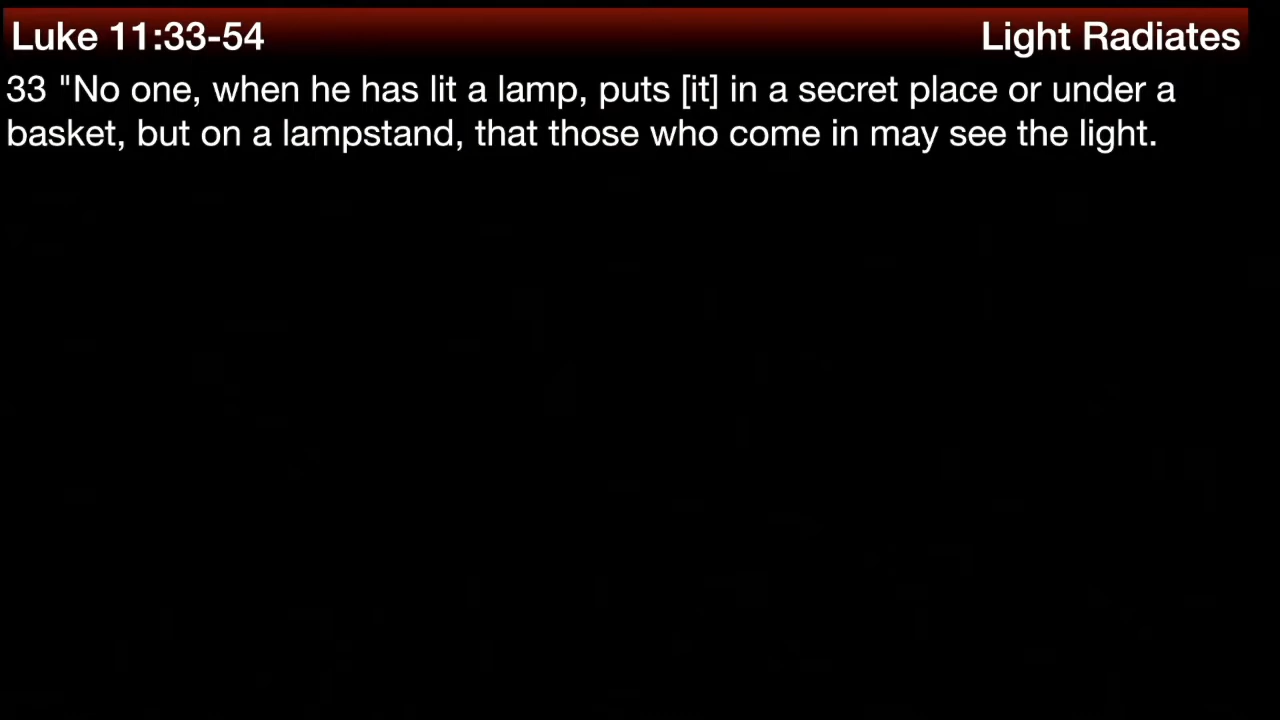 Luke 11:33-54 Light Radiates
33 "No one, when he has lit a lamp, puts [it] in a secret place or under a
basket, but on a lampstand, that those who come in may see the light.